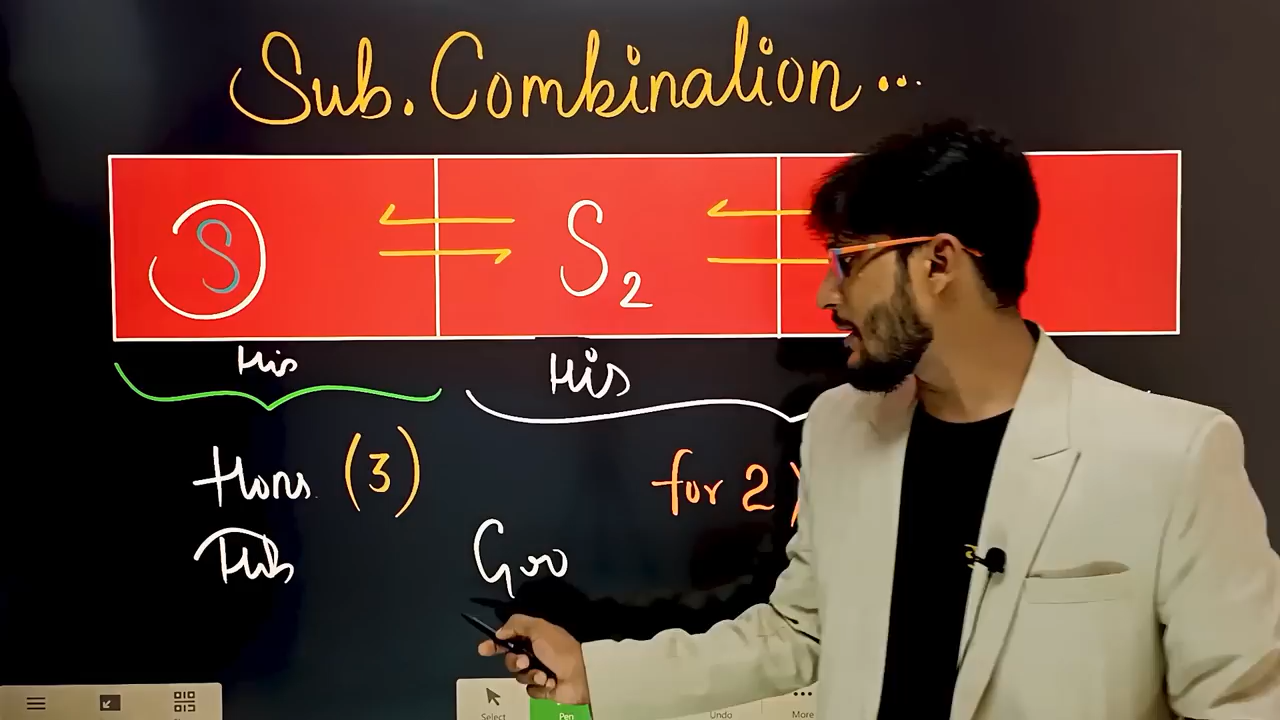 Sub. Combination...
S S2
His His
Hons (3) for 2
His Geo
Select Pen Undo More